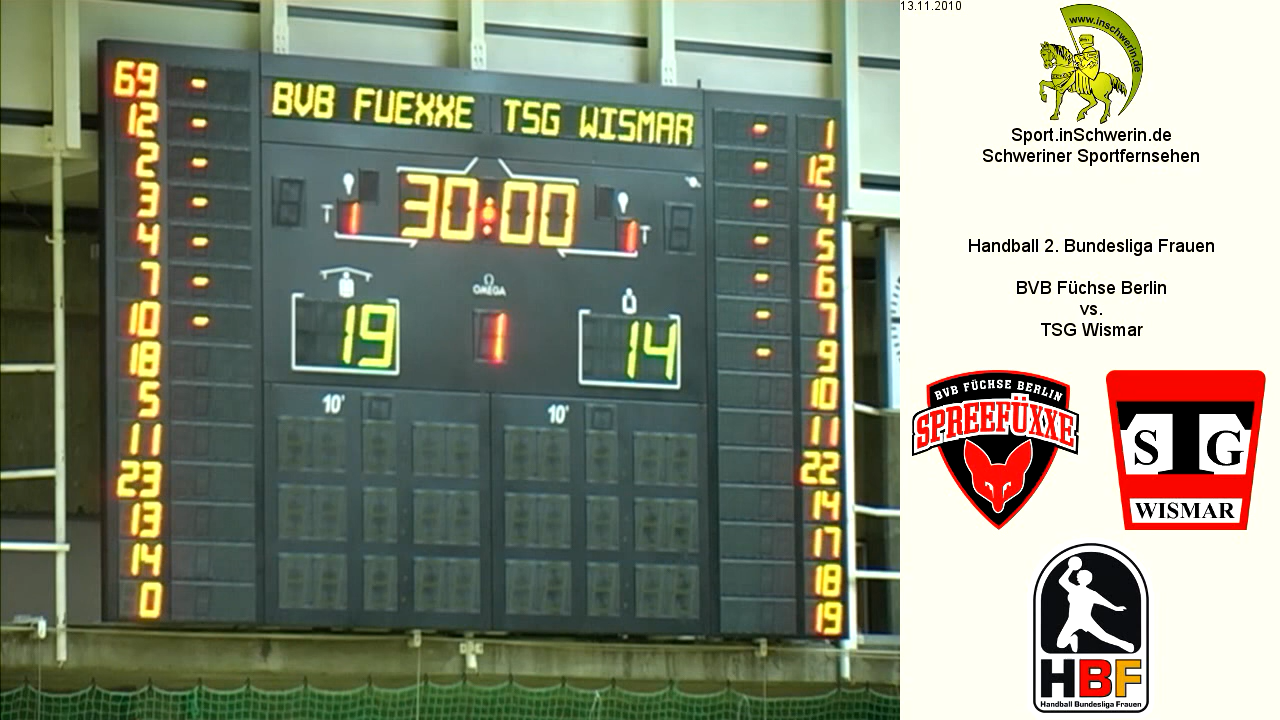 BVB FUEXXE TSG WISMAR
69 - - 1
12 - - 12
2 - - 4
3 - - 5
4 - - 6
7 - - 7
10 - - 9
18 10
5 11
11 22
23 14
13 17
14 18
0 19
T 1 30:00 1 T
Ω
OMEGA
19 1 14
10' 10'
13.11.2010
www.inschwerin.de
Sport.inSchwerin.de
Schweriner Sportfernsehen
Handball 2. Bundesliga Frauen
BVB Füchse Berlin
vs.
TSG Wismar
BVB FÜCHSE BERLIN
SPREEFÜXXE
S T G
WISMAR
HBF
Handball Bundesliga Frauen